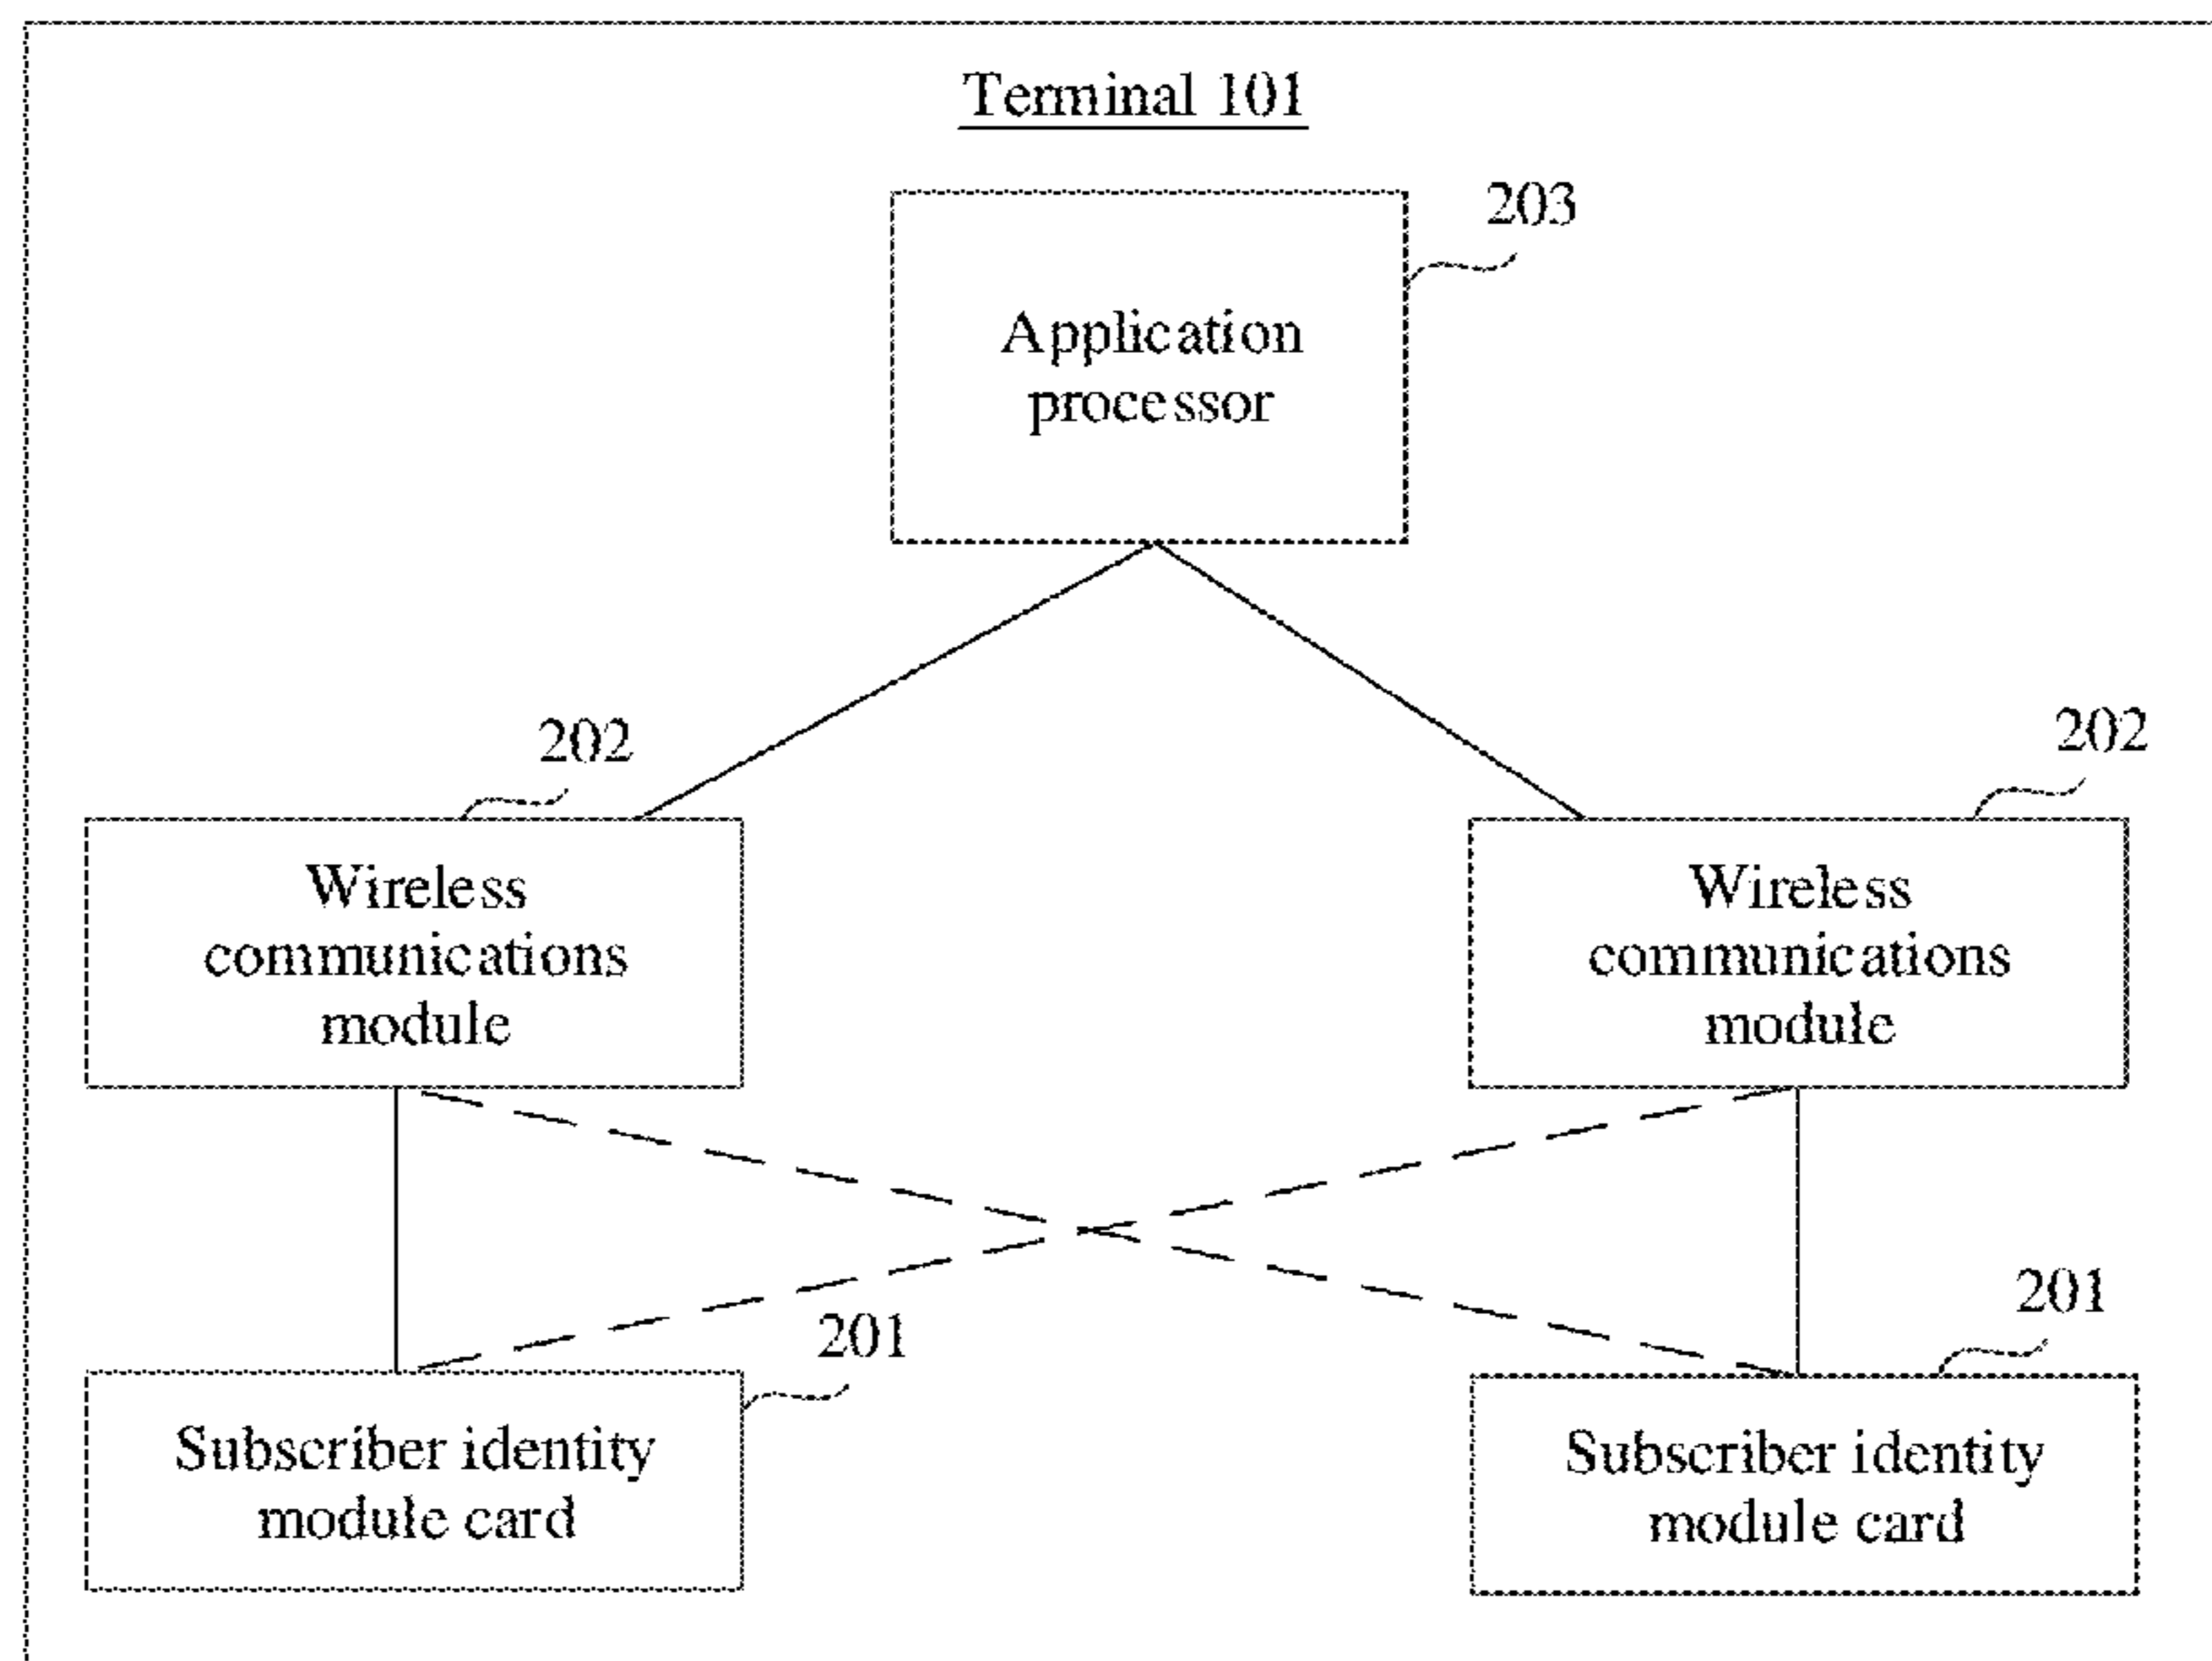 Terminal 101
203
Application
processor
202
202
Wireless
communications
module
Wireless
communications
module
201
201
Subscriber identity
module card
Subscriber identity
module card